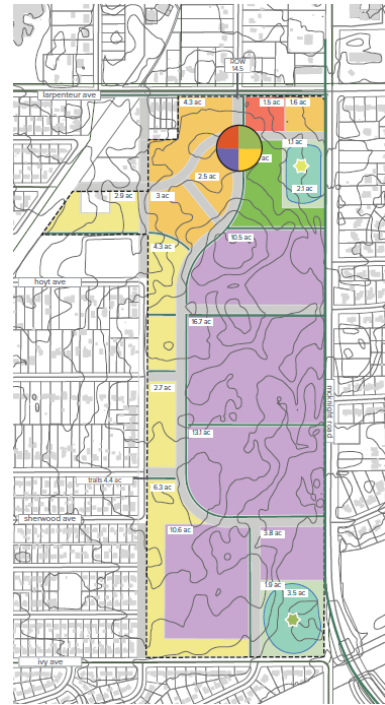 ROW
14.5
larpenteur ave
4.3 ac
1.5 ac
1.6 ac
1.1 ac
ac
2.1 ac
2.5 ac
2.9 ac
3 ac
10.5 ac
4.3 ac
hoyt ave
16.7 ac
2.7 ac
mcknight road
13.1 ac
trails 4.4 ac
6.3 ac
sherwood ave
10.6 ac
3.8 ac
1.9 ac
3.5 ac
ivy ave